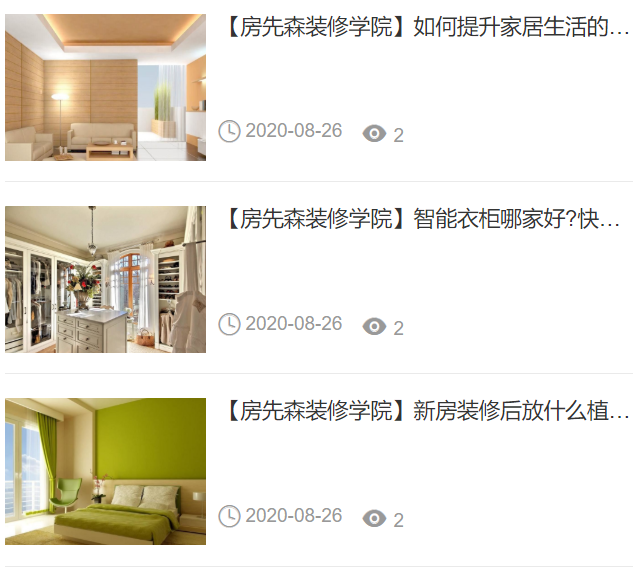 【房先森装修学院】如何提升家居生活的…
2020-08-26 2
【房先森装修学院】智能衣柜哪家好?快…
2020-08-26 2
【房先森装修学院】新房装修后放什么植…
2020-08-26 2